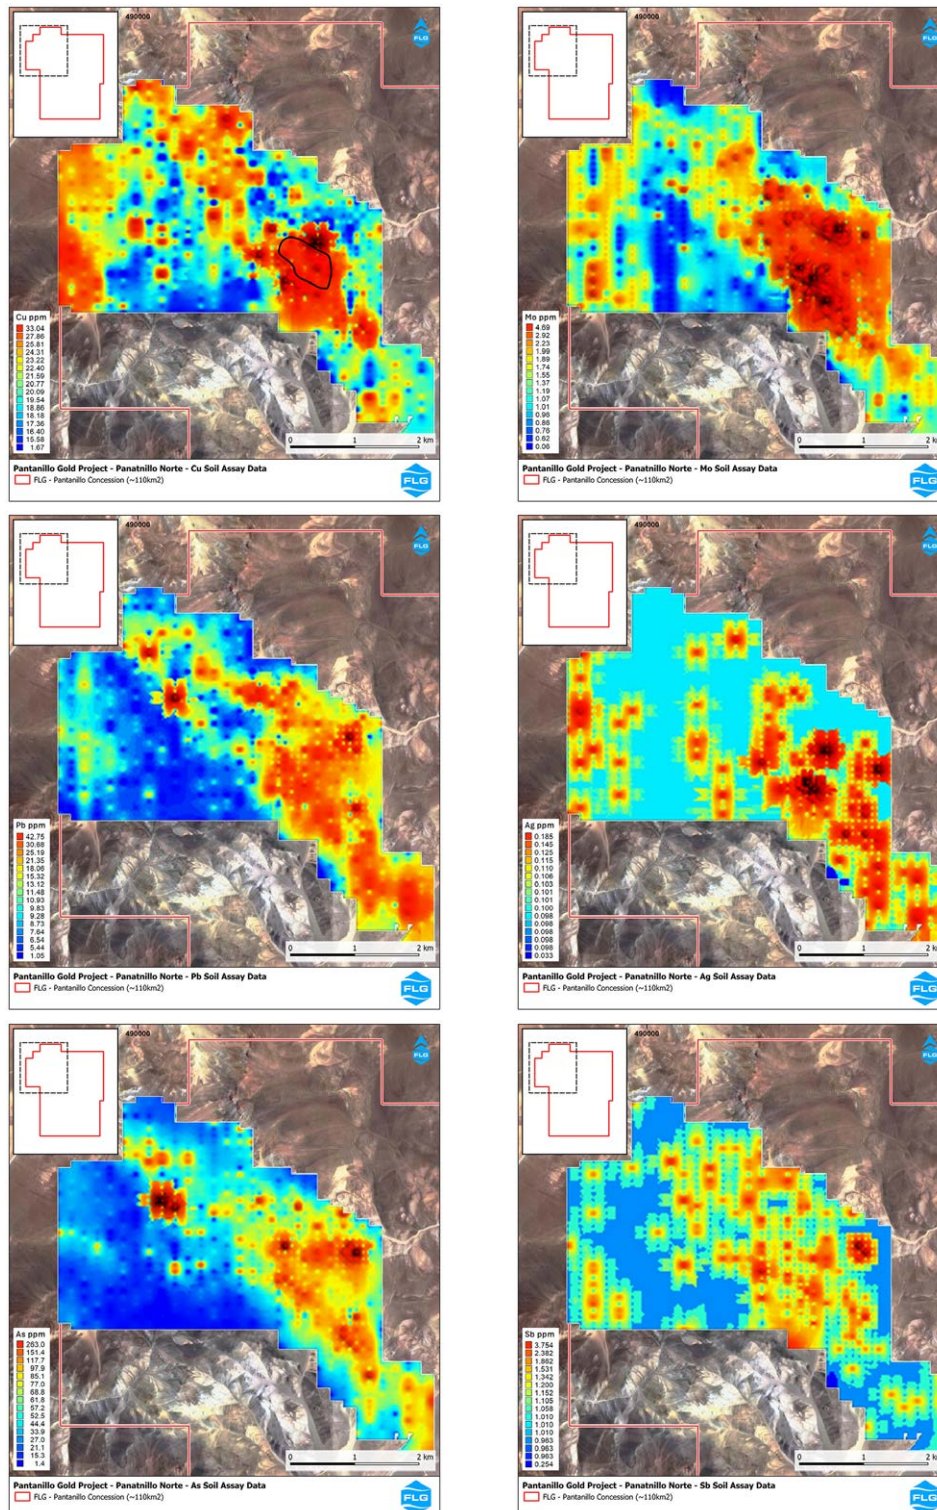 490000
FLG
Cu ppm
33.04
27.86
25.81
24.31
23.22
22.40
21.59
20.77
20.09
19.54
18.86
18.18
17.36
16.40
15.58
1.67
0 1 2 km
Pantanillo Gold Project - Panatnillo Norte - Cu Soil Assay Data
FLG - Pantanillo Concession (~110km2)
FLG
490000
FLG
Mo ppm
4.69
2.92
2.23
1.99
1.89
1.74
1.55
1.37
1.19
1.07
1.01
0.96
0.86
0.76
0.62
0.06
0 1 2 km
Pantanillo Gold Project - Panatnillo Norte - Mo Soil Assay Data
FLG - Pantanillo Concession (~110km2)
FLG
490000
FLG
Pb ppm
42.75
30.68
25.19
21.35
18.06
15.32
13.12
11.48
10.93
9.83
9.28
8.73
7.64
6.54
5.44
1.05
0 1 2 km
Pantanillo Gold Project - Panatnillo Norte - Pb Soil Assay Data
FLG - Pantanillo Concession (~110km2)
FLG
490000
FLG
Ag ppm
0.185
0.145
0.125
0.115
0.110
0.106
0.103
0.101
0.101
0.100
0.098
0.098
0.098
0.098
0.098
0.033
0 1 2 km
Pantanillo Gold Project - Panatnillo Norte - Ag Soil Assay Data
FLG - Pantanillo Concession (~110km2)
FLG
490000
FLG
As ppm
263.0
151.4
117.7
97.9
85.1
77.0
68.8
61.8
57.2
52.5
44.4
33.9
27.0
21.1
15.3
1.4
0 1 2 km
Pantanillo Gold Project - Panatnillo Norte - As Soil Assay Data
FLG - Pantanillo Concession (~110km2)
FLG
490000
FLG
Sb ppm
3.754
2.382
1.862
1.531
1.342
1.200
1.152
1.105
1.058
1.010
1.010
1.010
0.963
0.963
0.963
0.254
0 1 2 km
Pantanillo Gold Project - Panatnillo Norte - Sb Soil Assay Data
FLG - Pantanillo Concession (~110km2)
FLG